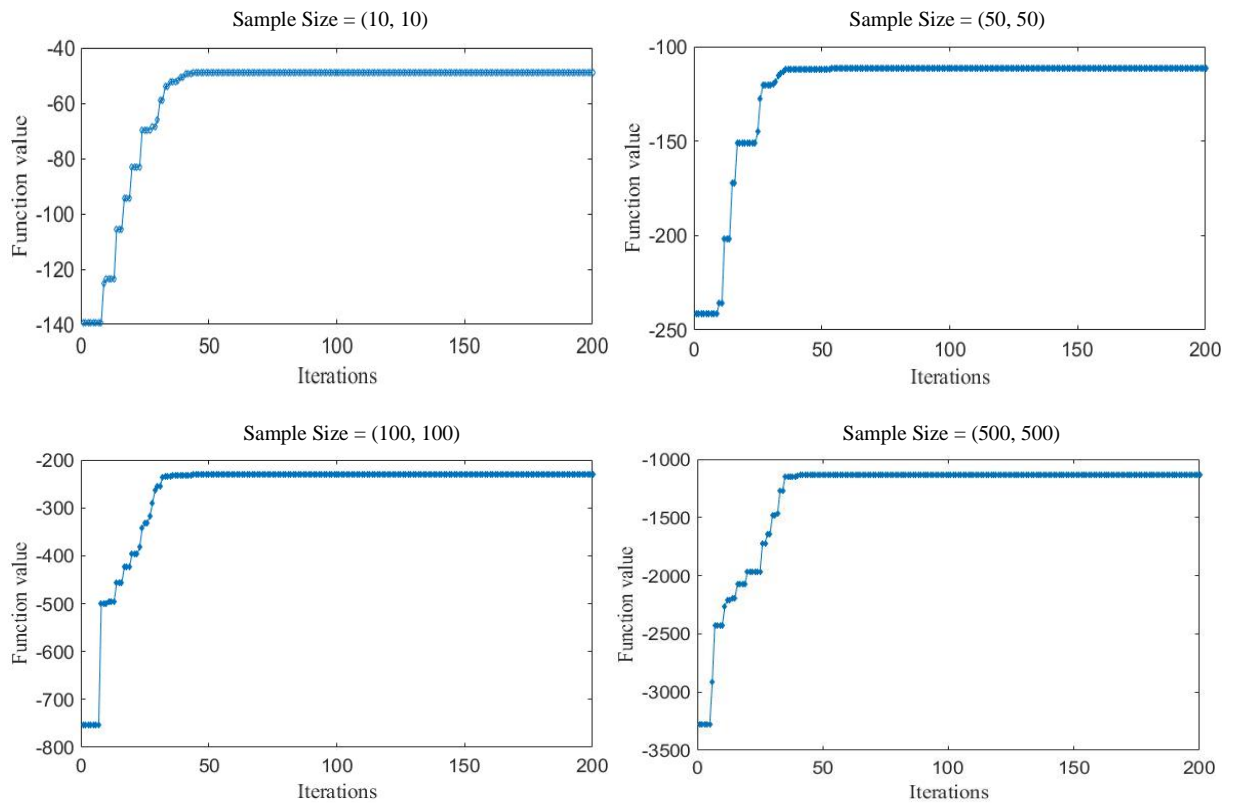 Sample Size = (10, 10)
-40
-60
-80
-100
-120
-140
Function value
0 50 100 150 200
Iterations
Sample Size = (50, 50)
-100
-150
-200
-250
Function value
0 50 100 150 200
Iterations
Sample Size = (100, 100)
-200
-300
-400
-500
-600
-700
-800
Function value
0 50 100 150 200
Iterations
Sample Size = (500, 500)
-1000
-1500
-2000
-2500
-3000
-3500
Function value
0 50 100 150 200
Iterations